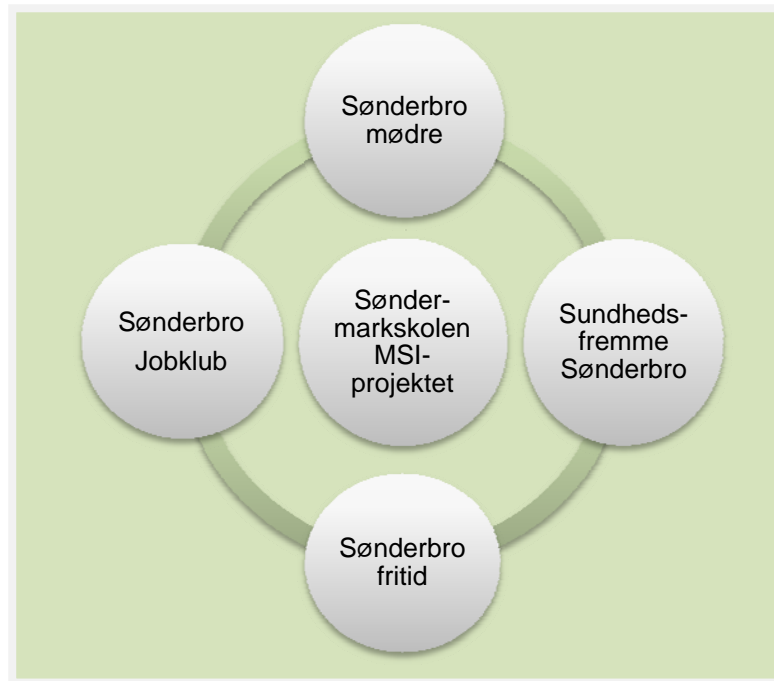 Sønderbro
mødre
Sønderbro
Jobklub
Sønder-
markskolen
MSI-
projektet
Sundheds-
fremme
Sønderbro
Sønderbro
fritid